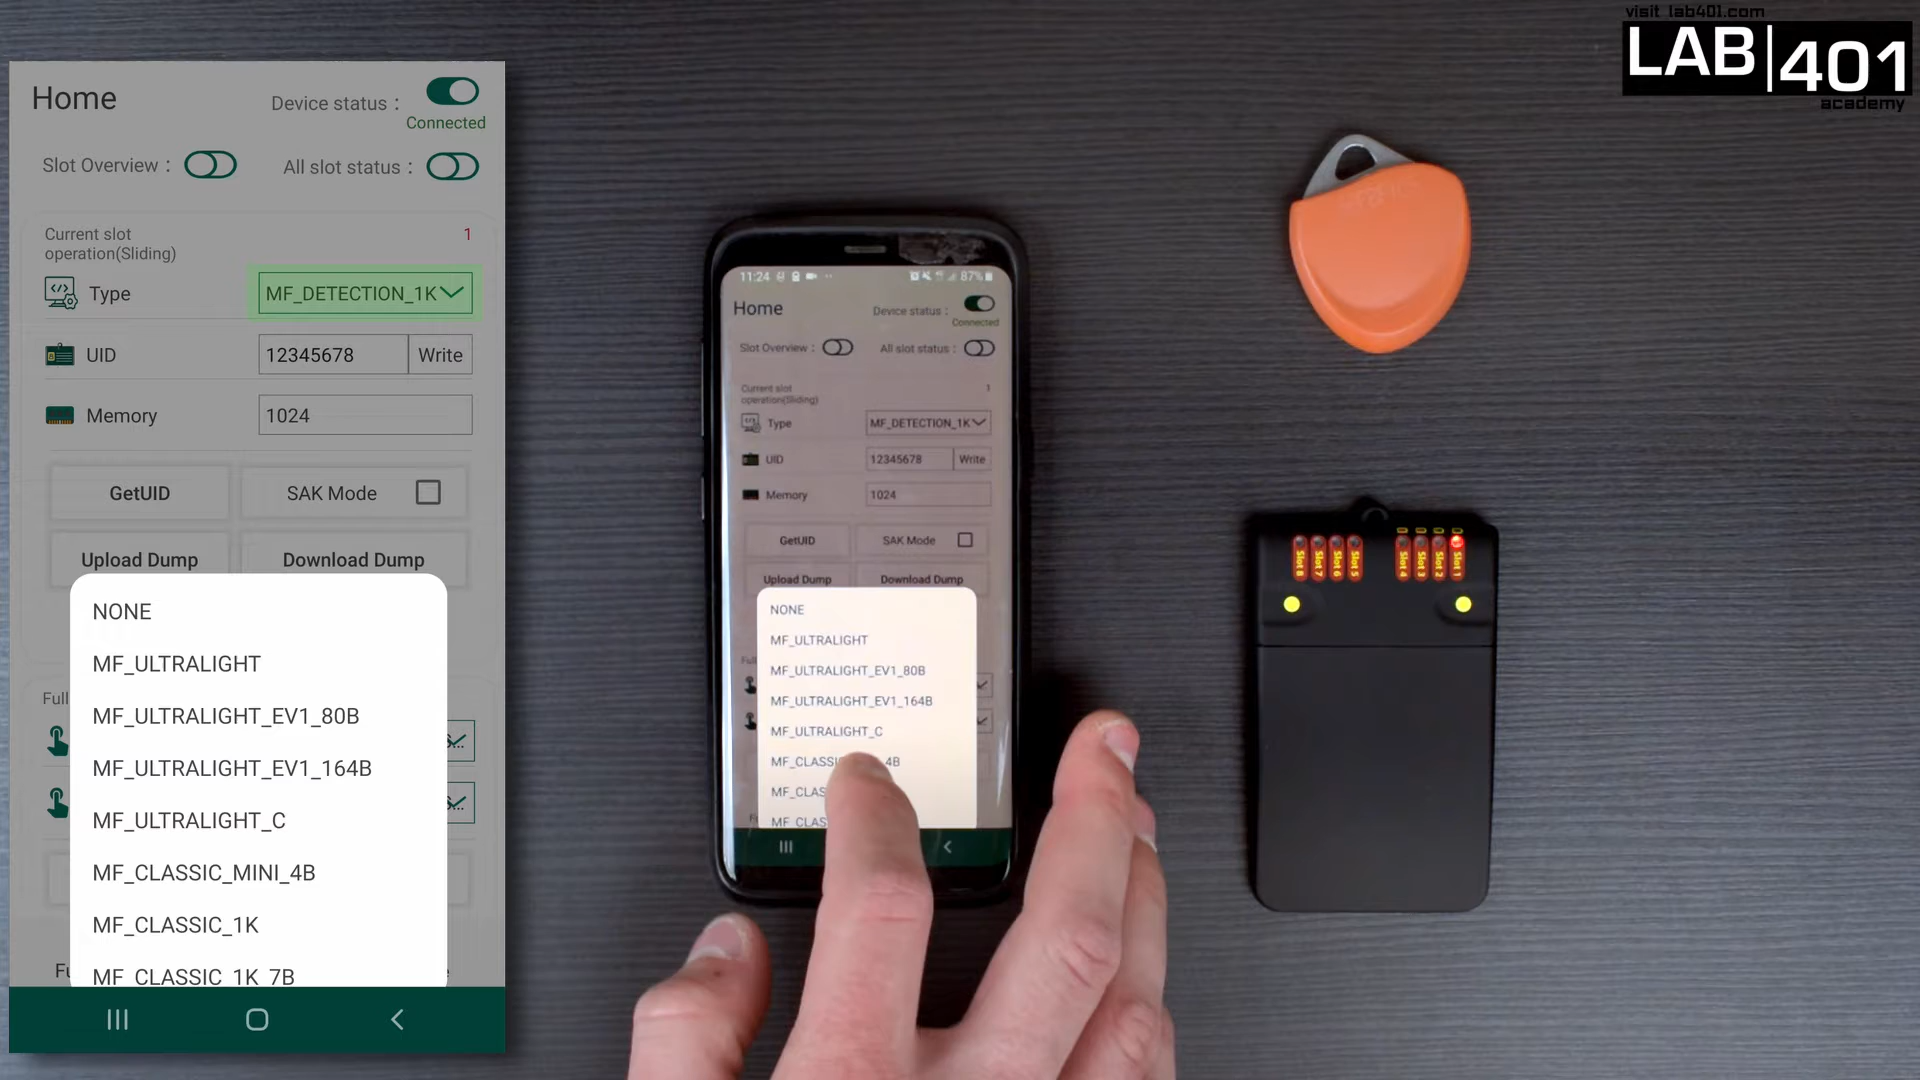 visit lab401.com
LAB|401
academy
Home
Device status :
Connected
Slot Overview :
All slot status :
Current slot
operation(Sliding)
1
Type
MF_DETECTION_1K
UID
12345678
Write
Memory
1024
GetUID
SAK Mode
Upload Dump
Download Dump
NONE
MF_ULTRALIGHT
MF_ULTRALIGHT_EV1_80B
MF_ULTRALIGHT_EV1_164B
MF_ULTRALIGHT_C
MF_CLASSIC_MINI_4B
MF_CLASSIC_1K
MF_CLASSIC_1K_7B
Full
11:24
87%
Home
Device status :
Connected
Slot Overview :
All slot status :
Current slot
operation(Sliding)
1
Type
MF_DETECTION_1K
UID
12345678
Write
Memory
1024
GetUID
SAK Mode
Upload Dump
Download Dump
NONE
MF_ULTRALIGHT
MF_ULTRALIGHT_EV1_80B
MF_ULTRALIGHT_EV1_164B
MF_ULTRALIGHT_C
Slot 8
Slot 7
Slot 6
Slot 5
Slot 4
Slot 3
Slot 2
Slot 1